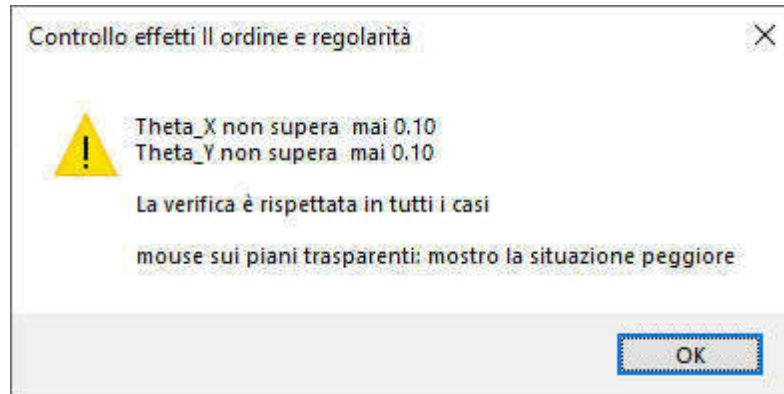 Controllo effetti II ordine e regolarità
Theta_X non supera  mai 0.10
Theta_Y non supera  mai 0.10
La verifica è rispettata in tutti i casi
mouse sui piani trasparenti: mostro la situazione peggiore
OK